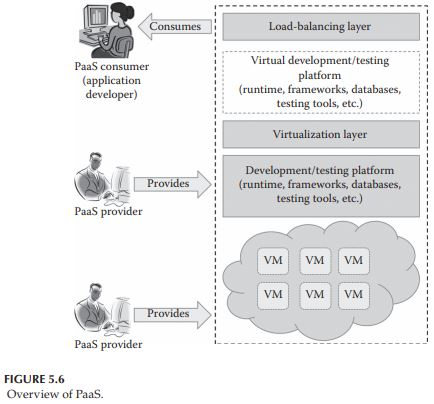 Consumes
PaaS consumer
(application
developer)
Load-balancing layer
Virtual development/testing
platform
(runtime, frameworks, databases,
testing tools, etc.)
Virtualization layer
Provides
PaaS provider
Development/testing platform
(runtime, frameworks, databases,
testing tools, etc.)
VM VM VM
VM VM VM
Provides
PaaS provider
FIGURE 5.6
Overview of PaaS.